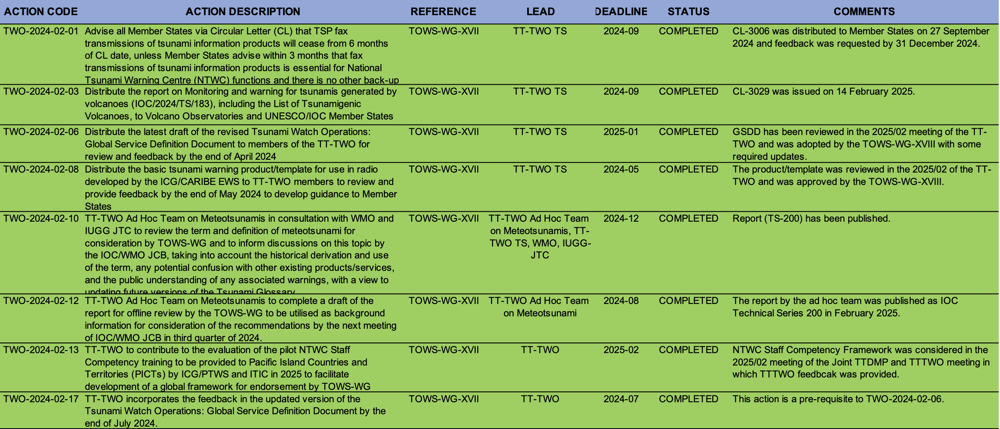 ACTION CODE ACTION DESCRIPTION REFERENCE LEAD DEADLINE STATUS COMMENTS
TWO-2024-02-01 Advise all Member States via Circular Letter (CL) that TSP fax TOWS-WG-XVII TT-TWO TS 2024-09 COMPLETED CL-3006 was distributed to Member States on 27 September
transmissions of tsunami information products will cease from 6 months 2024 and feedback was requested by 31 December 2024.
of CL date, unless Member States advise within 3 months that fax
transmissions of tsunami information products is essential for National
Tsunami Warning Centre (NTWC) functions and there is no other back-up
TWO-2024-02-03 Distribute the report on Monitoring and warning for tsunamis generated by TOWS-WG-XVII TT-TWO TS 2024-09 COMPLETED CL-3029 was issued on 14 February 2025.
volcanoes (IOC/2024/TS/183), including the List of Tsunamigenic
Volcanoes, to Volcano Observatories and UNESCO/IOC Member States
TWO-2024-02-06 Distribute the latest draft of the revised Tsunami Watch Operations: TOWS-WG-XVII TT-TWO TS 2025-01 COMPLETED GSDD has been reviewed in the 2025/02 meeting of the TT-
Global Service Definition Document to members of the TT-TWO for TWO and was adopted by the TOWS-WG-XVIII with some
review and feedback by the end of April 2024 required updates.
TWO-2024-02-08 Distribute the basic tsunami warning product/template for use in radio TOWS-WG-XVII TT-TWO TS 2024-05 COMPLETED The product/template was reviewed in the 2025/02 of the TT-
developed by the ICG/CARIBE EWS to TT-TWO members to review and TWO and was approved by the TOWS-WG-XVIII.
provide feedback by the end of May 2024 to develop guidance to Member
States
TWO-2024-02-10 TT-TWO Ad Hoc Team on Meteotsunamis in consultation with WMO and TOWS-WG-XVII TT-TWO Ad Hoc Team 2024-12 COMPLETED Report (TS-200) has been published.
IUGG JTC to review the term and definition of meteotsunami for on Meteotsunamis, TT-
consideration by TOWS-WG and to inform discussions on this topic by TWO TS, WMO, IUGG-
the IOC/WMO JCB, taking into account the historical derivation and use JTC
of the term, any potential confusion with other existing products/services,
and the public understanding of any associated warnings, with a view to
updating future versions of the Tsunami Glossary
TWO-2024-02-12 TT-TWO Ad Hoc Team on Meteotsunamis to complete a draft of the TOWS-WG-XVII TT-TWO Ad Hoc Team 2024-08 COMPLETED The report by the ad hoc team was published as IOC
report for offline review by the TOWS-WG to be utilised as background on Meteotsunami Technical Series 200 in February 2025.
information for consideration of the recommendations by the next meeting
of IOC/WMO JCB in third quarter of 2024.
TWO-2024-02-13 TT-TWO to contribute to the evaluation of the pilot NTWC Staff TOWS-WG-XVII TT-TWO 2025-02 COMPLETED NTWC Staff Competency Framework was considered in the
Competency training to be provided to Pacific Island Countries and 2025/02 meeting of the Joint TTDMP and TTTWO meeting in
Territories (PICTs) by ICG/PTWS and ITIC in 2025 to facilitate which TTTWO feedbcak was provided.
development of a global framework for endorsement by TOWS-WG
TWO-2024-02-17 TT-TWO incorporates the feedback in the updated version of the TOWS-WG-XVII TT-TWO 2024-07 COMPLETED This action is a pre-requisite to TWO-2024-02-06.
Tsunami Watch Operations: Global Service Definition Document by the
end of July 2024.